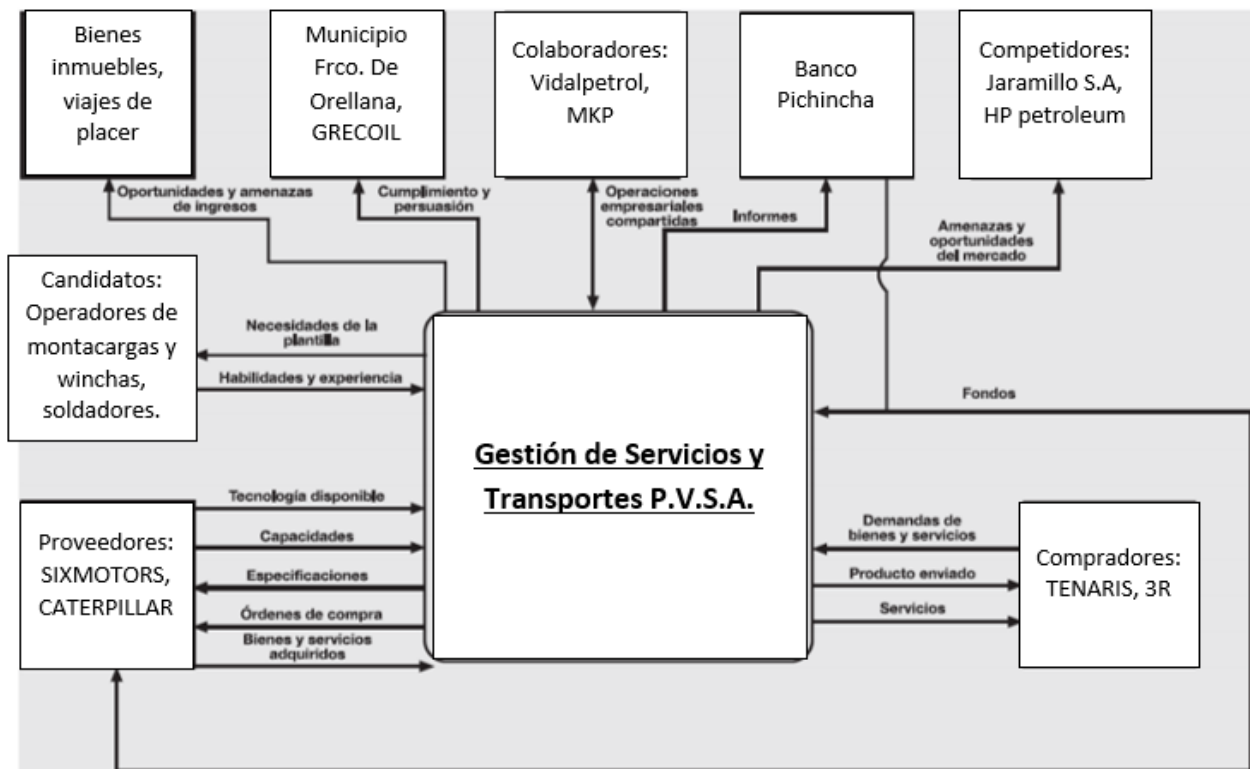 Bienes
inmuebles,
viajes de
placer
Municipio
Frco. De
Orellana,
GRECOIL
Colaboradores:
Vidalpetrol,
MKP
Banco
Pichincha
Competidores:
Jaramillo S.A,
HP petroleum
Oportunidades y amenazas
de ingresos
Cumplimiento y
persuasión
Operaciones
empresariales
compartidas
Informes
Amenazas y
oportunidades
del mercado
Candidatos:
Operadores de
montacargas y
winchas,
soldadores.
Necesidades de la
plantilla
Habilidades y experiencia
Fondos
Gestión de Servicios y
Transportes P.V.S.A.
Proveedores:
SIXMOTORS,
CATERPILLAR
Tecnología disponible
Capacidades
Especificaciones
Órdenes de compra
Bienes y servicios
adquiridos
Demandas de
bienes y servicios
Producto enviado
Servicios
Compradores:
TENARIS, 3R